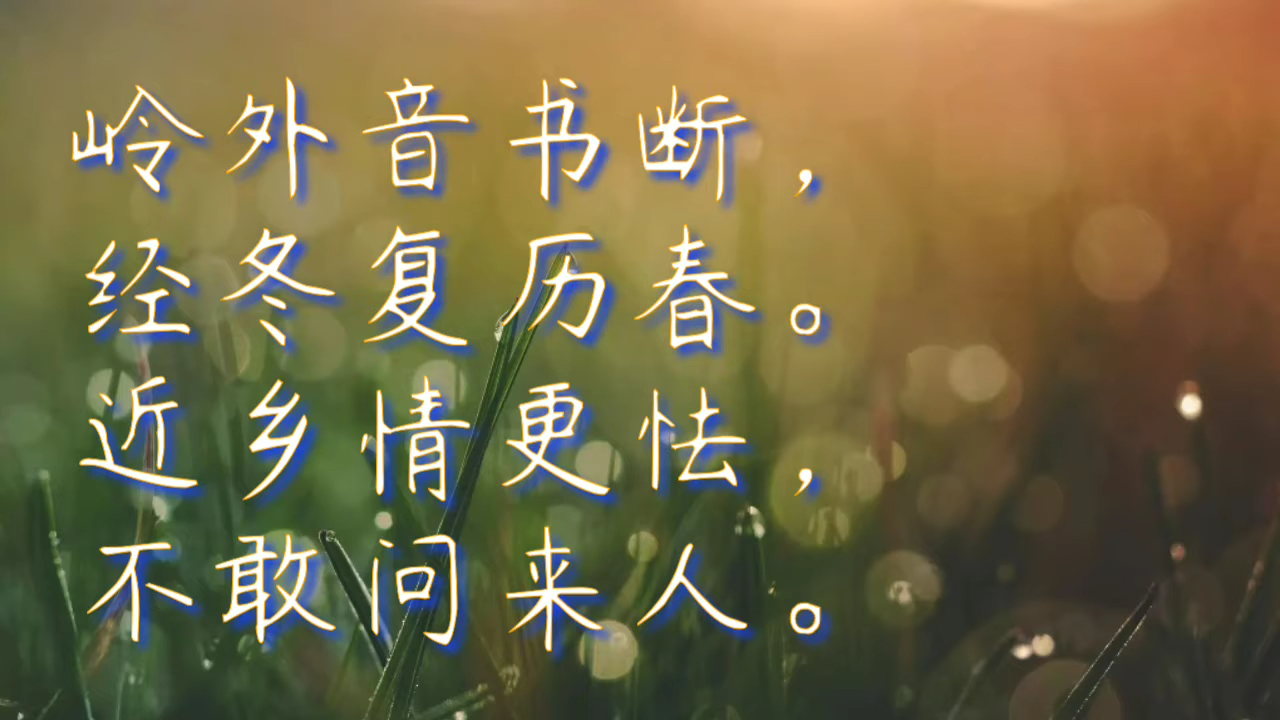 岭外音书断，
经冬复历春。
近乡情更怯，
不敢问来人。